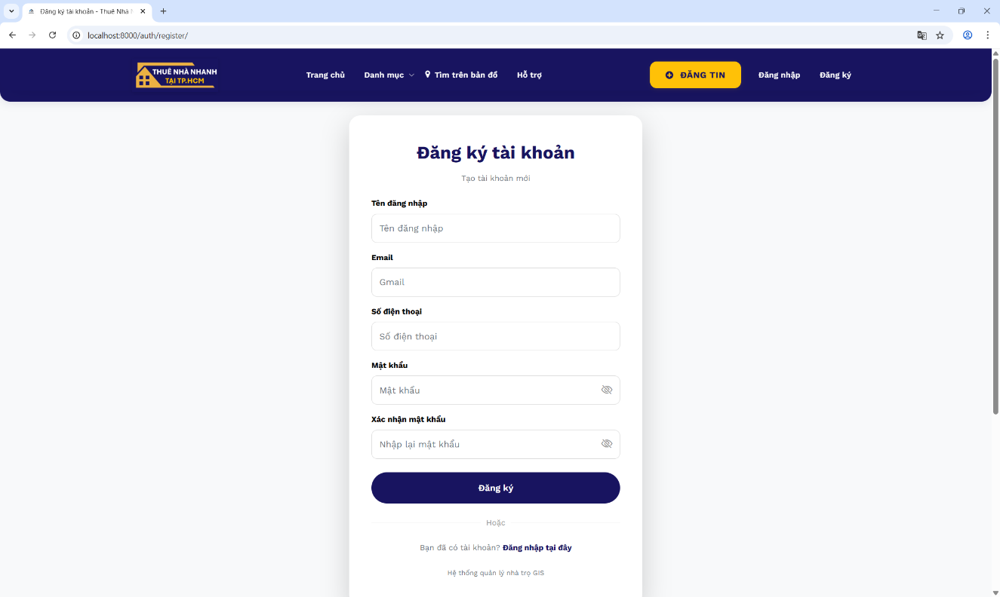 Đăng ký tài khoản - Thuê Nhà
localhost:8000/auth/register/
THUÊ NHÀ NHANH
TẠI TP.HCM
Trang chủ
Danh mục
Tìm trên bản đồ
Hỗ trợ
ĐĂNG TIN
Đăng nhập
Đăng ký
Đăng ký tài khoản
Tạo tài khoản mới
Tên đăng nhập
Tên đăng nhập
Email
Gmail
Số điện thoại
Số điện thoại
Mật khẩu
Mật khẩu
Xác nhận mật khẩu
Nhập lại mật khẩu
Đăng ký
Hoặc
Bạn đã có tài khoản? Đăng nhập tại đây
Hệ thống quản lý nhà trọ GIS